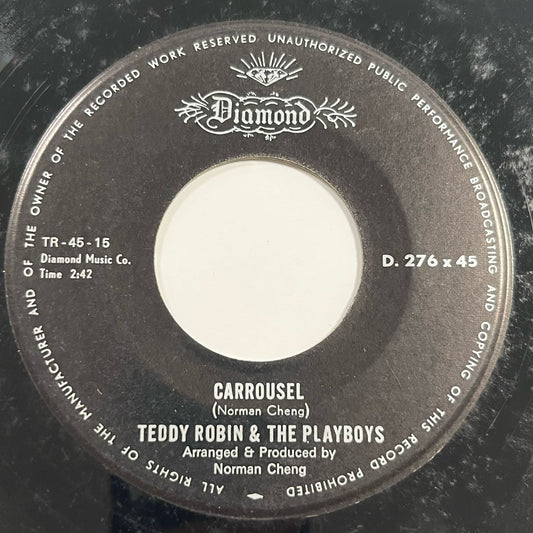 ALL RIGHTS OF THE MANUFACTURER AND OF THE OWNER OF THE RECORDED WORK RESERVED. UNAUTHORIZED PUBLIC PERFORMANCE BROADCASTING AND COPYING OF THIS RECORD PROHIBITED
Diamond
TR-45-15
Diamond Music Co.
Time 2:42
D. 276 x 45
CARROUSEL
(Norman Cheng)
TEDDY ROBIN & THE PLAYBOYS
Arranged & Produced by
Norman Cheng